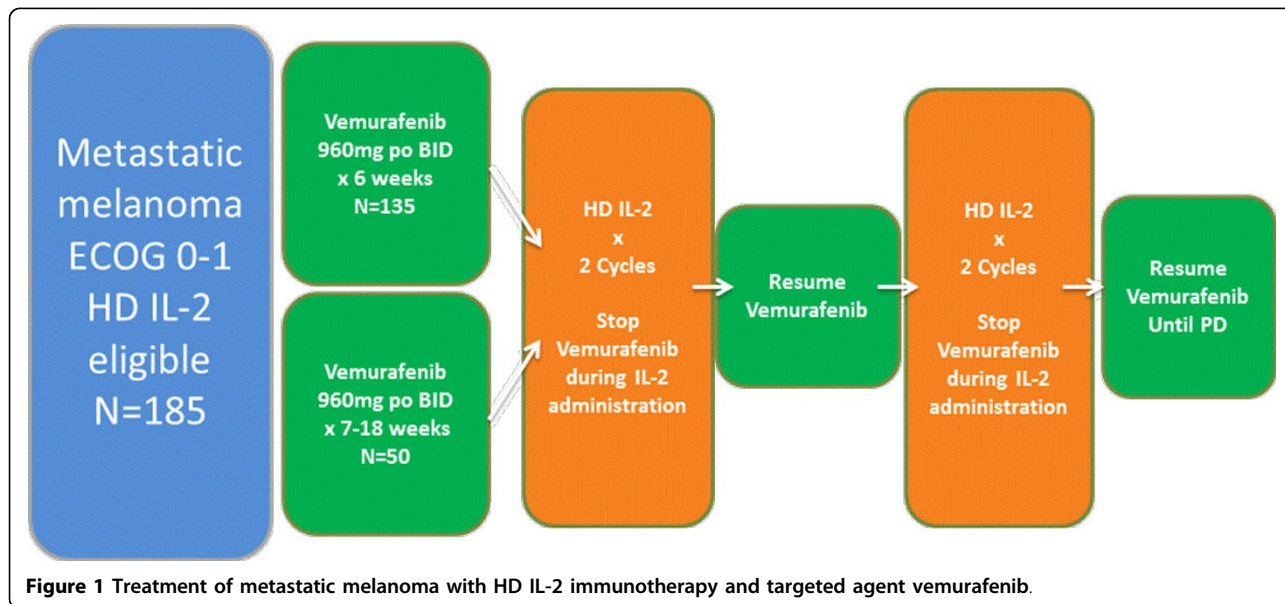 Metastatic
melanoma
ECOG 0-1
HD IL-2
eligible
N=185
Vemurafenib
960mg po BID
x 6 weeks
N=135
Vemurafenib
960mg po BID
x 7-18 weeks
N=50
HD IL-2
x
2 Cycles
Stop
Vemurafenib
during IL-2
administration
Resume
Vemurafenib
HD IL-2
x
2 Cycles
Stop
Vemurafenib
during IL-2
administration
Resume
Vemurafenib
Until PD
Figure 1 Treatment of metastatic melanoma with HD IL-2 immunotherapy and targeted agent vemurafenib.